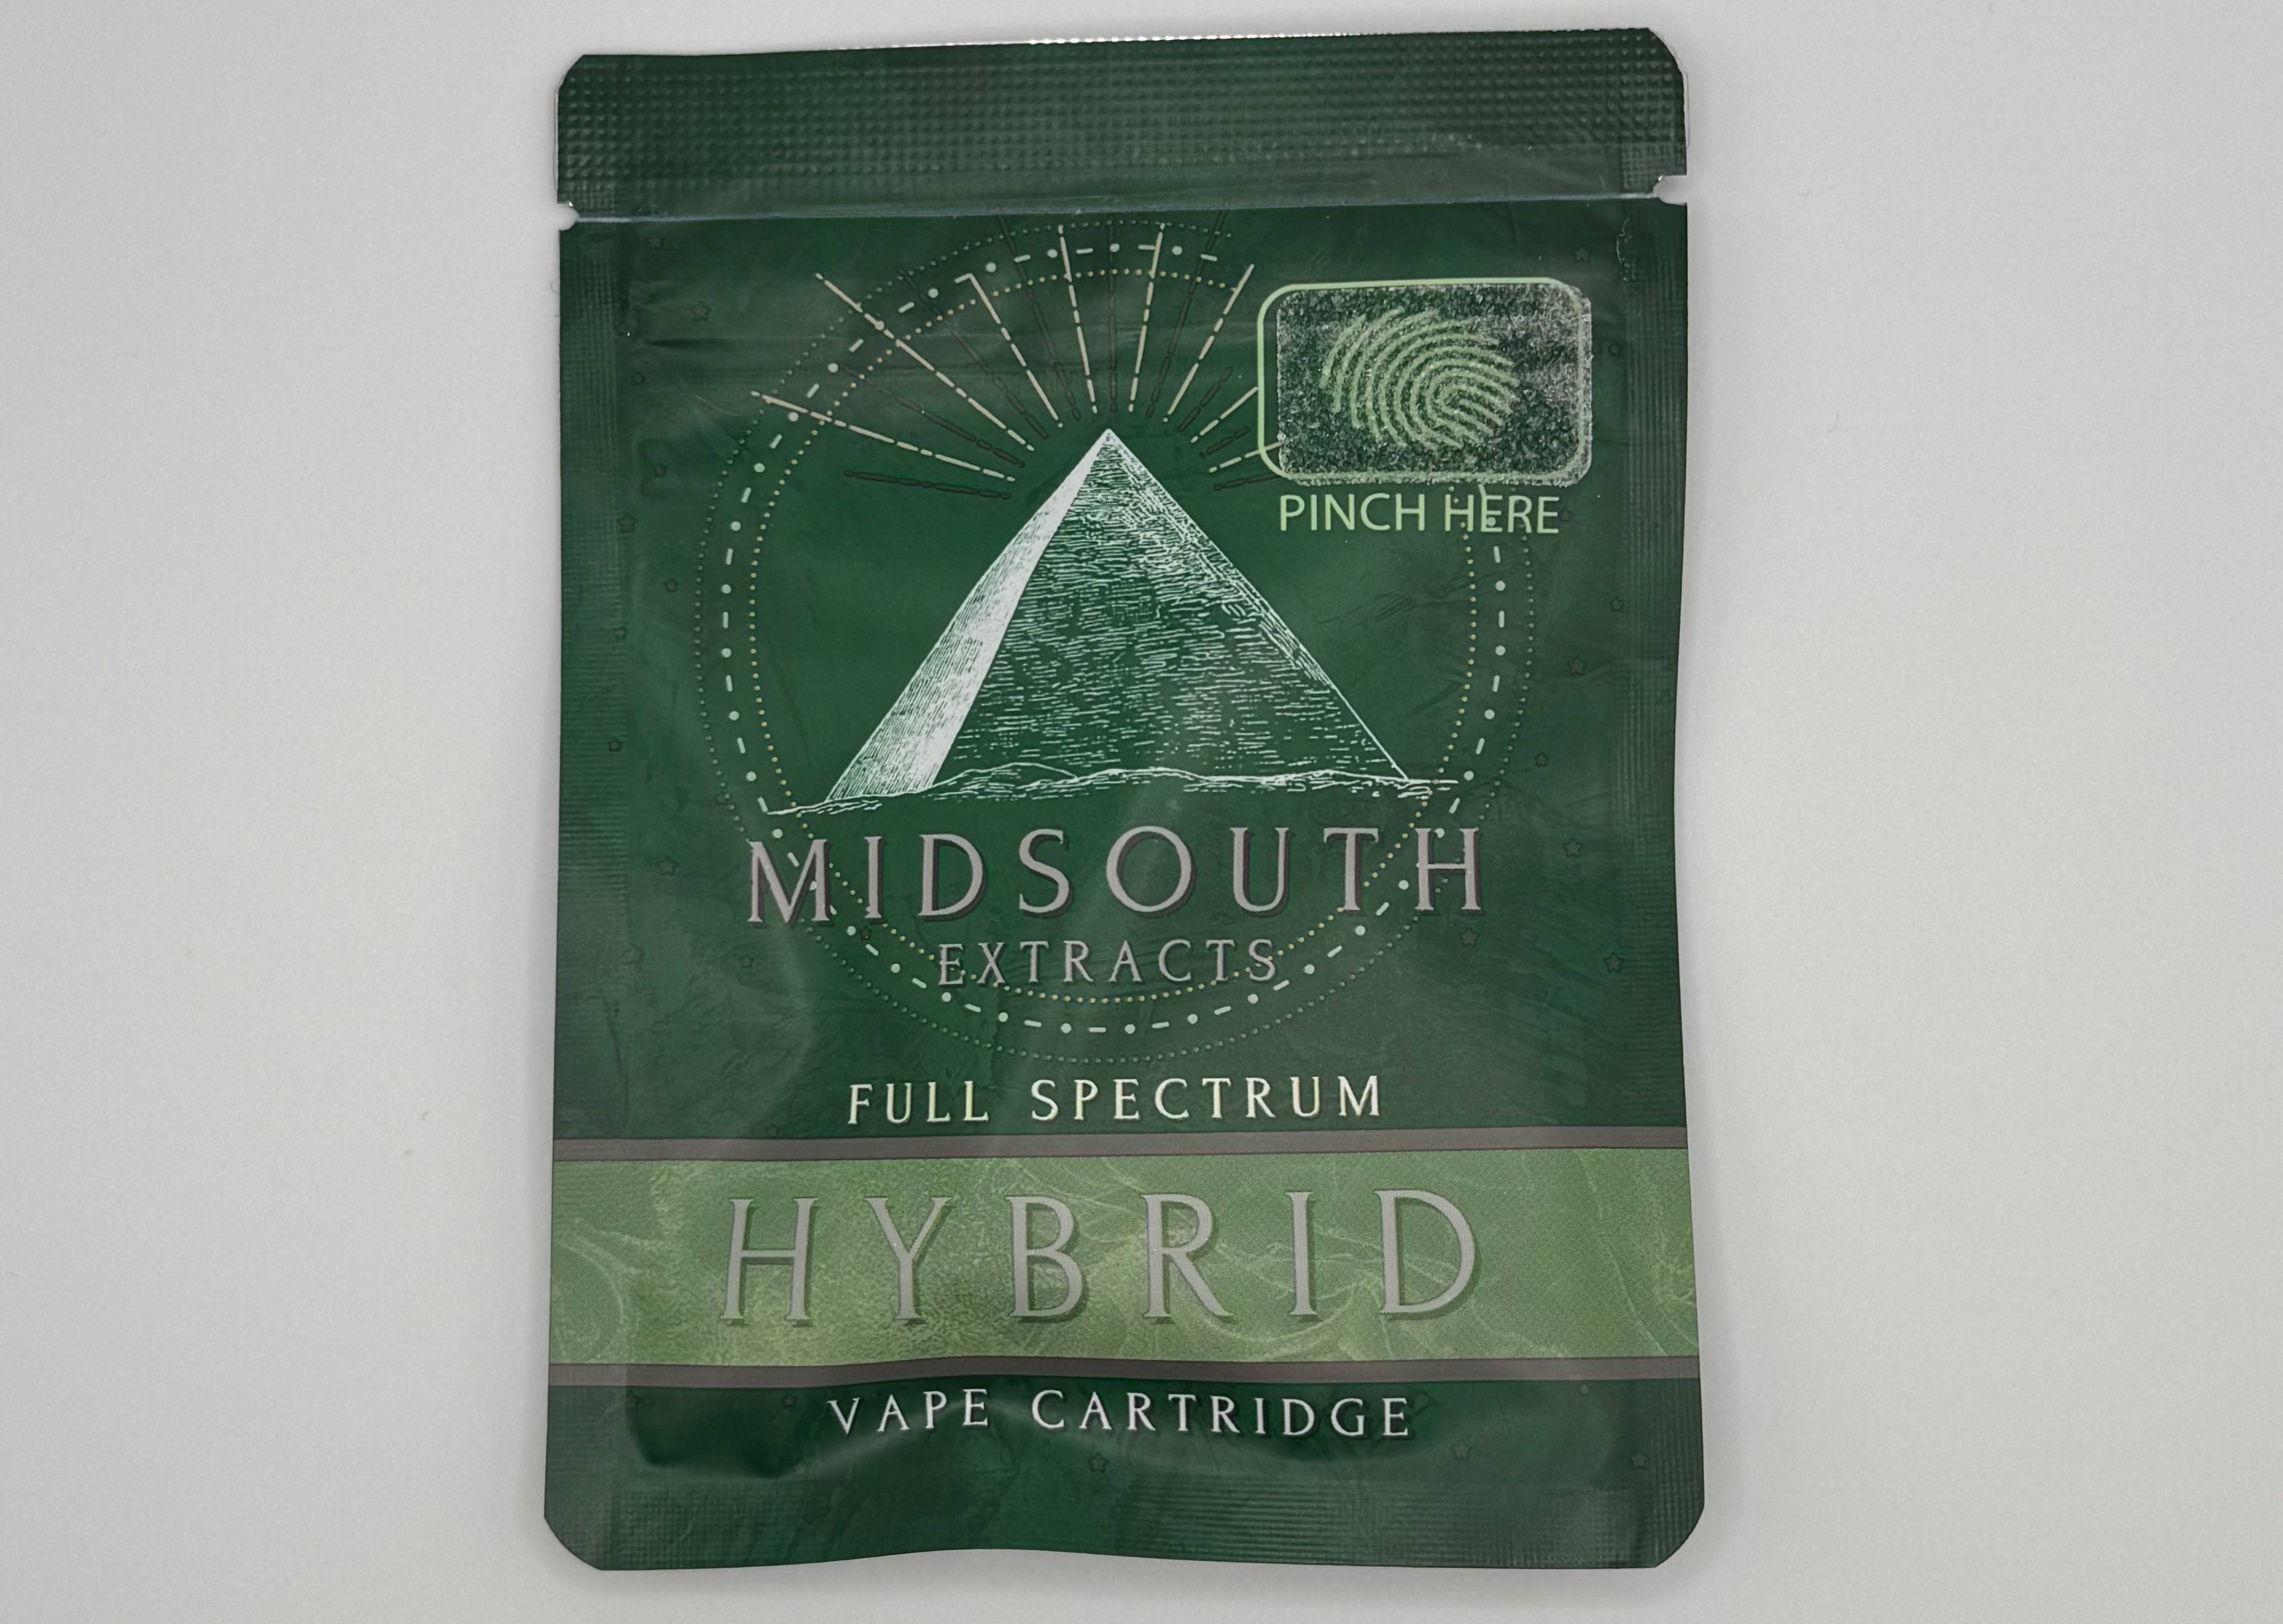 PINCH HERE
MIDSOUTH
EXTRACTS
FULL SPECTRUM
HYBRID
VAPE CARTRIDGE